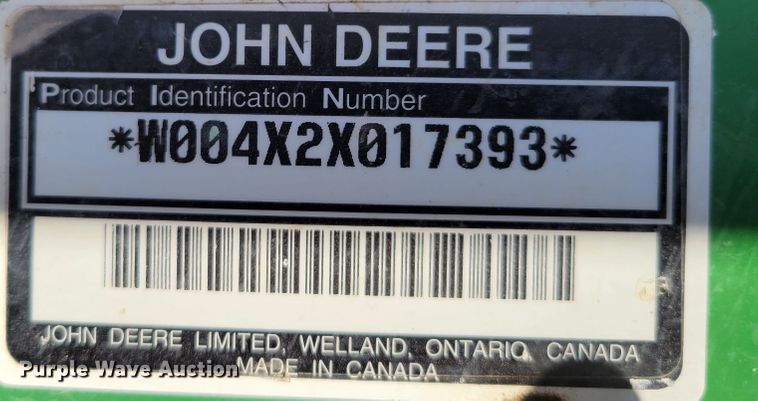 JOHN DEERE
Product Identification Number
*W004X2X017393*
JOHN DEERE LIMITED, WELLAND, ONTARIO, CANADA
MADE IN CANADA
Purple Wave Auction